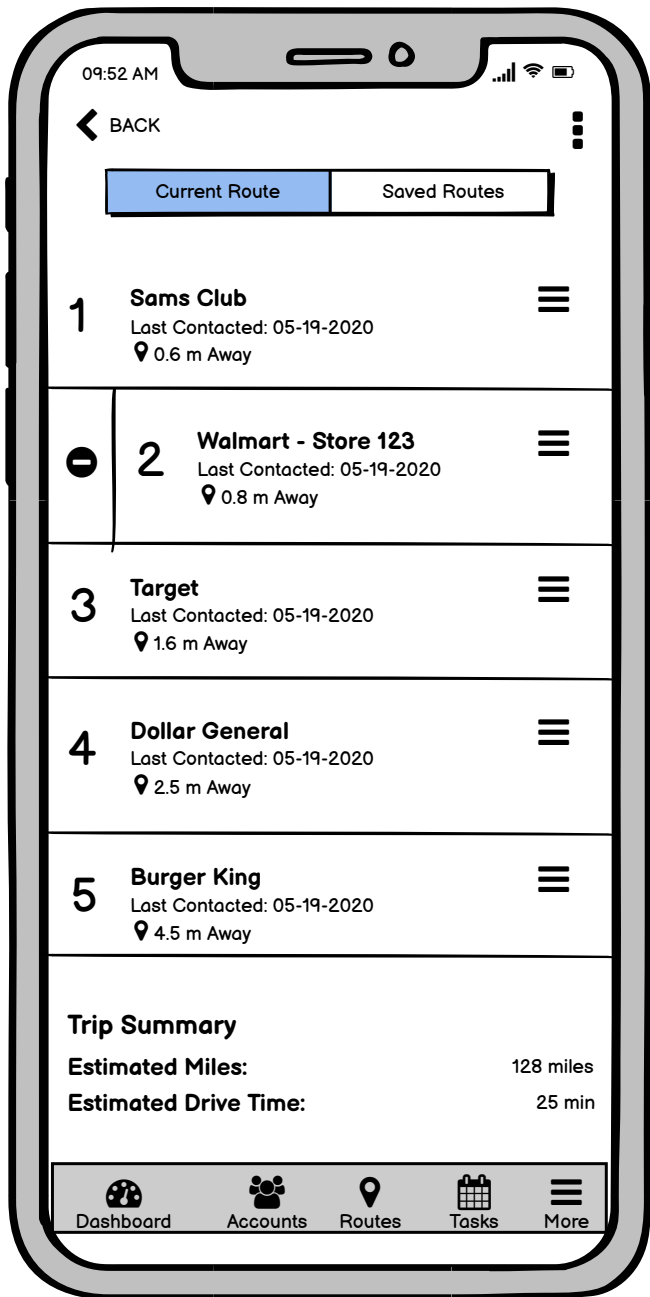 09:52 AM
BACK
Current Route Saved Routes
1
Sams Club
Last Contacted: 05-19-2020
0.6 m Away
2
Walmart - Store 123
Last Contacted: 05-19-2020
0.8 m Away
3
Target
Last Contacted: 05-19-2020
1.6 m Away
4
Dollar General
Last Contacted: 05-19-2020
2.5 m Away
5
Burger King
Last Contacted: 05-19-2020
4.5 m Away
Trip Summary
Estimated Miles: 128 miles
Estimated Drive Time: 25 min
Dashboard Accounts Routes Tasks More